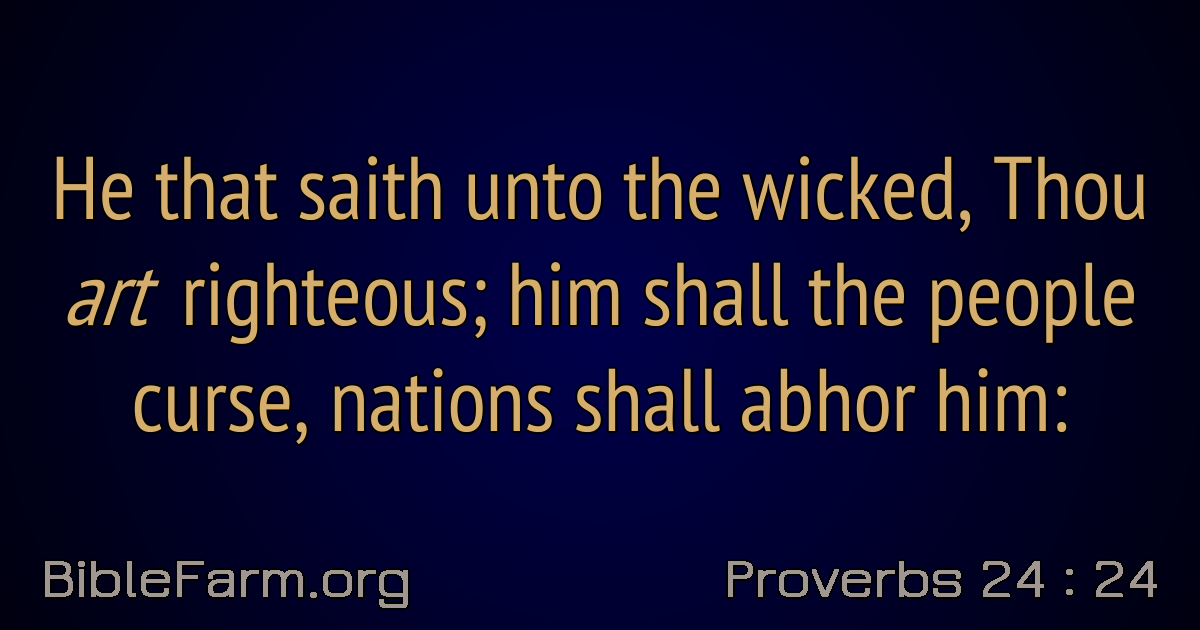 He that saith unto the wicked, Thou
art righteous; him shall the people
curse, nations shall abhor him:
BibleFarm.org
Proverbs 24 : 24